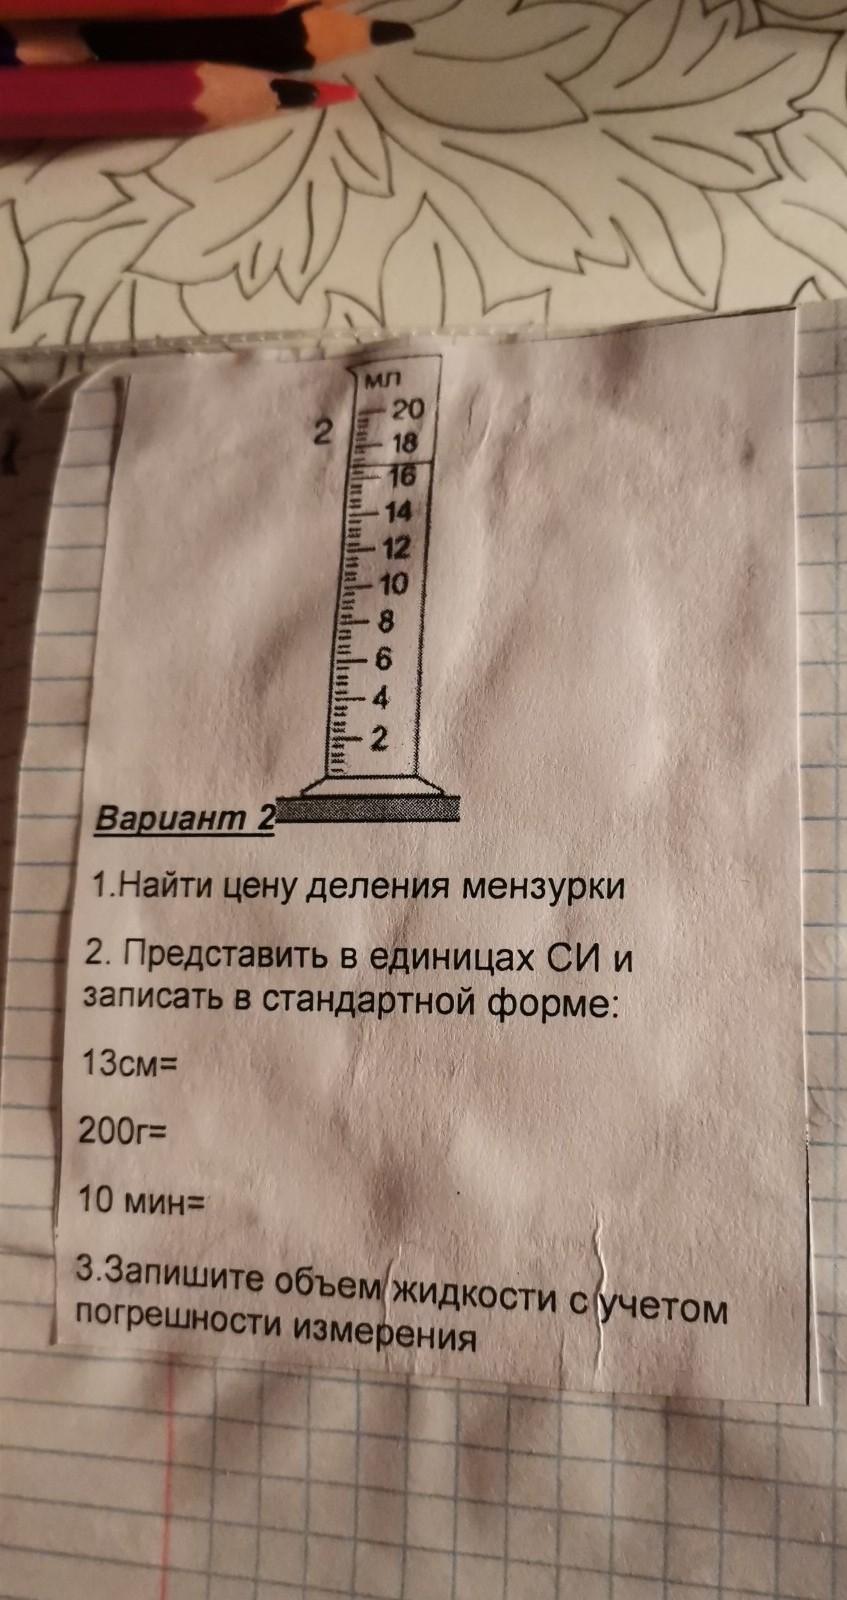 мл
20
2
18
16
14
12
10
8
6
4
2
Вариант 2
1.Найти цену деления мензурки
2. Представить в единицах СИ и
записать в стандартной форме:
13см=
200г=
10 мин=
3.Запишите объем жидкости с учетом
погрешности измерения